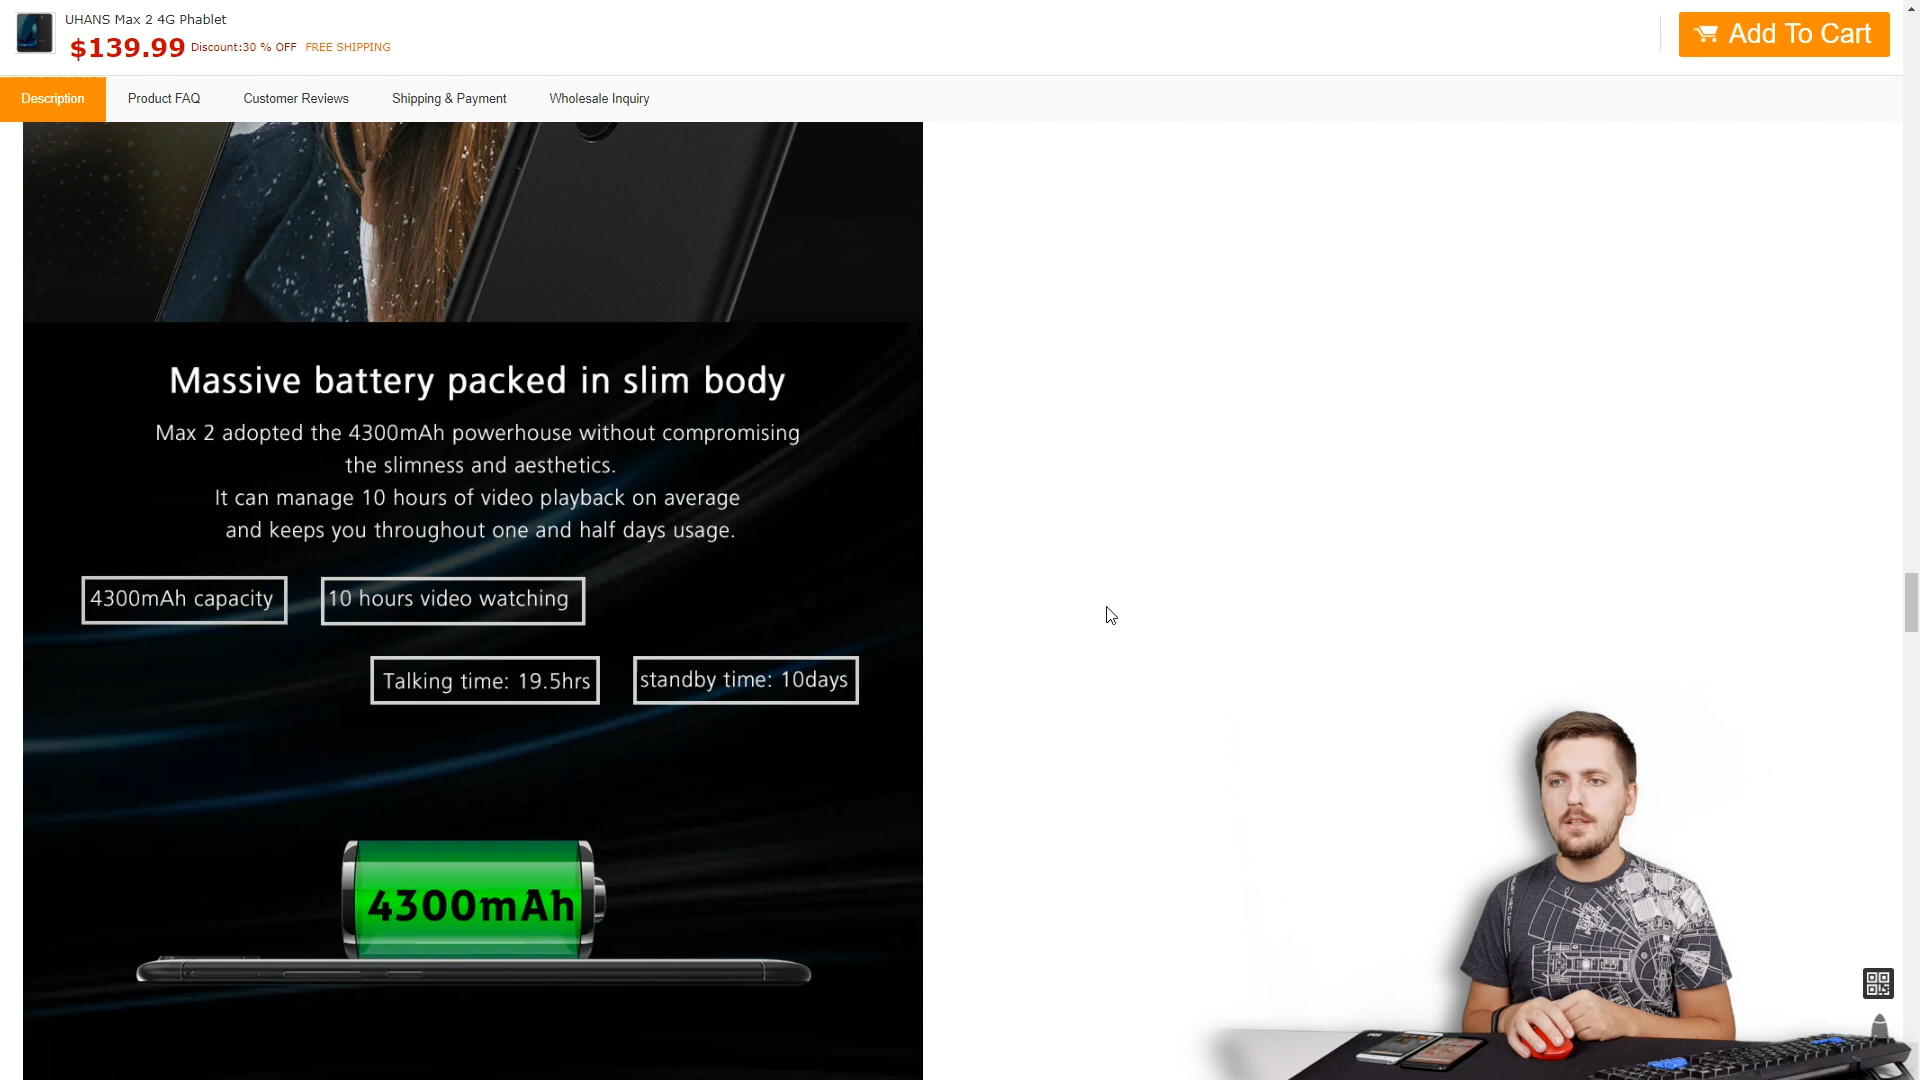 UHANS Max 2 4G Phablet
$139.99 Discount:30 % OFF FREE SHIPPING
Add To Cart
Description Product FAQ Customer Reviews Shipping & Payment Wholesale Inquiry
Massive battery packed in slim body
Max 2 adopted the 4300mAh powerhouse without compromising
the slimness and aesthetics.
It can manage 10 hours of video playback on average
and keeps you throughout one and half days usage.
4300mAh capacity
10 hours video watching
Talking time: 19.5hrs
standby time: 10days
4300mAh